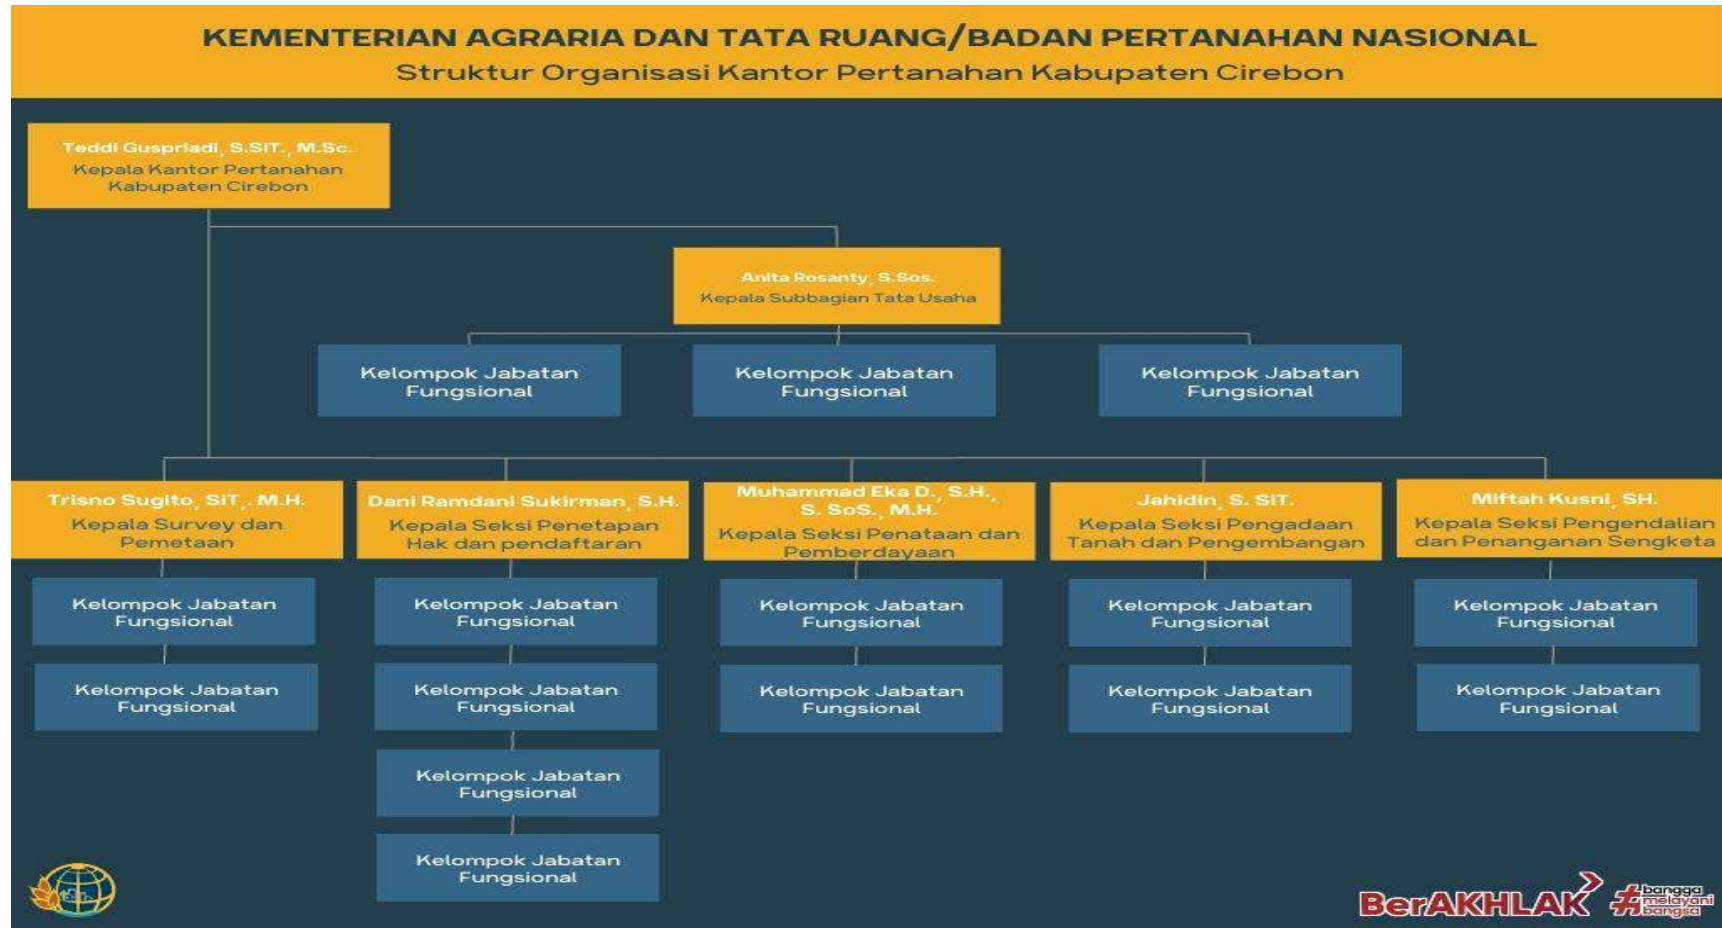 KEMENTERIAN AGRARIA DAN TATA RUANG/BADAN PERTANAHAN NASIONAL
Struktur Organisasi Kantor Pertanahan Kabupaten Cirebon
Teddi Guspriadi, S.SIT., M.Sc.
Kepala Kantor Pertanahan
Kabupaten Cirebon
Anita Rosanty, S.Sos.
Kepala Subbagian Tata Usaha
Kelompok Jabatan
Fungsional
Kelompok Jabatan
Fungsional
Kelompok Jabatan
Fungsional
Trisno Sugito, SiT,. M.H.
Kepala Survey dan
Pemetaan
Dani Ramdani Sukirman, S.H.
Kepala Seksi Penetapan
Hak dan pendaftaran
Muhammad Eka D., S.H.,
S. SoS., M.H.
Kepala Seksi Penataan dan
Pemberdayaan
Jahidin, S. SIT.
Kepala Seksi Pengadaan
Tanah dan Pengembangan
Miftah Kusni, SH.
Kepala Seksi Pengendalian
dan Penanganan Sengketa
Kelompok Jabatan
Fungsional
Kelompok Jabatan
Fungsional
Kelompok Jabatan
Fungsional
Kelompok Jabatan
Fungsional
Kelompok Jabatan
Fungsional
Kelompok Jabatan
Fungsional
Kelompok Jabatan
Fungsional
Kelompok Jabatan
Fungsional
Kelompok Jabatan
Fungsional
Kelompok Jabatan
Fungsional
Kelompok Jabatan
Fungsional
Kelompok Jabatan
Fungsional
BerAKHLAK
#bangga
melayani
bangsa